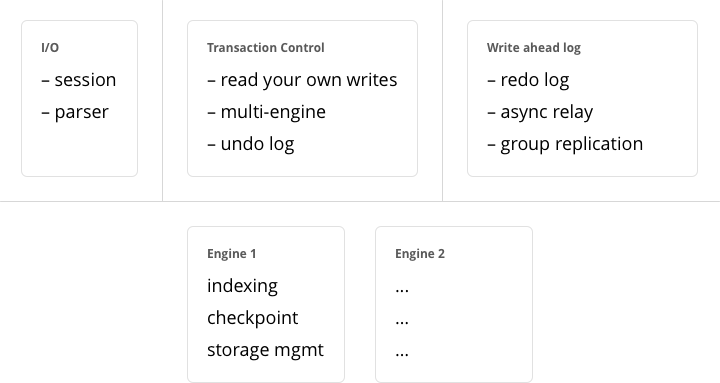 I/O
– session
– parser
Transaction Control
– read your own writes
– multi-engine
– undo log
Write ahead log
– redo log
– async relay
– group replication
Engine 1
indexing
checkpoint
storage mgmt
Engine 2
...
...
...